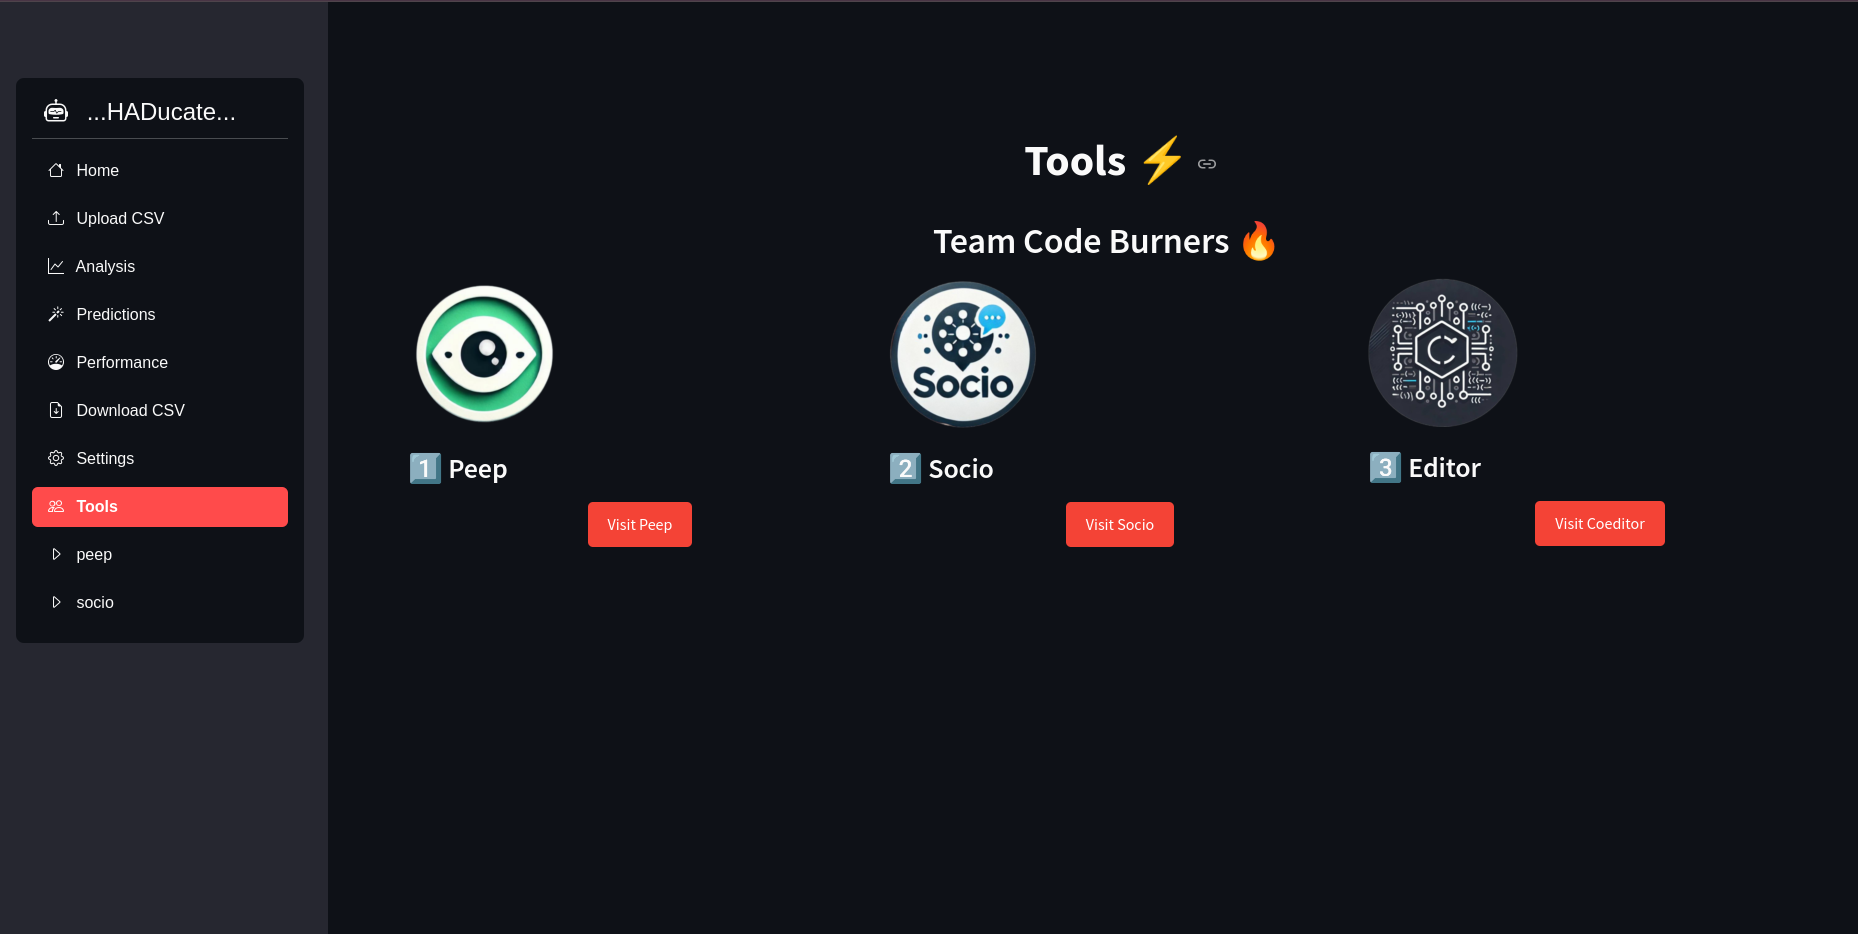 ...HADucate...
Home
Upload CSV
Analysis
Predictions
Performance
Download CSV
Settings
Tools
peep
socio
Tools ⚡
Team Code Burners 🔥
Socio
1️⃣ Peep
2️⃣ Socio
3️⃣ Editor
Visit Peep
Visit Socio
Visit Coeditor